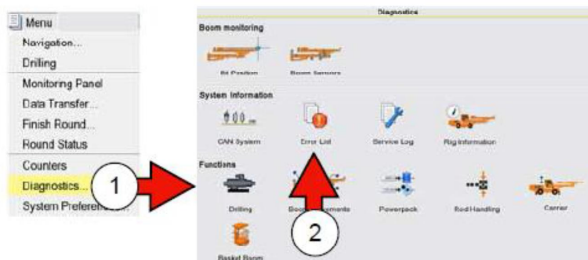 Menu
Navigation...
Drilling
Monitoring Panel
Data Transfer...
Finish Round...
Round Status
Counters
Diagnostics...
System Preferen
1
Diagnostics
Boom monitoring
Bit Position
Boom Sensors
System Information
CAN System
Error List
Service Log
Rig Information
Functions
Drilling
Powerpack
Rod Handling
Carrier
2
Basket Boom